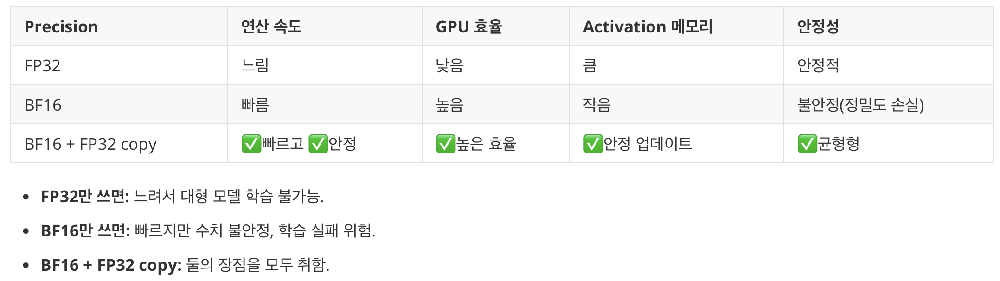 Precision 연산 속도 GPU 효율 Activation 메모리 안정성
FP32 느림 낮음 큼 안정적
BF16 빠름 높음 작음 불안정(정밀도 손실)
BF16 + FP32 copy ✅빠르고 ✅안정 ✅높은 효율 ✅안정 업데이트 ✅균형형
• FP32만 쓰면: 느려서 대형 모델 학습 불가능.
• BF16만 쓰면: 빠르지만 수치 불안정, 학습 실패 위험.
• BF16 + FP32 copy: 둘의 장점을 모두 취함.